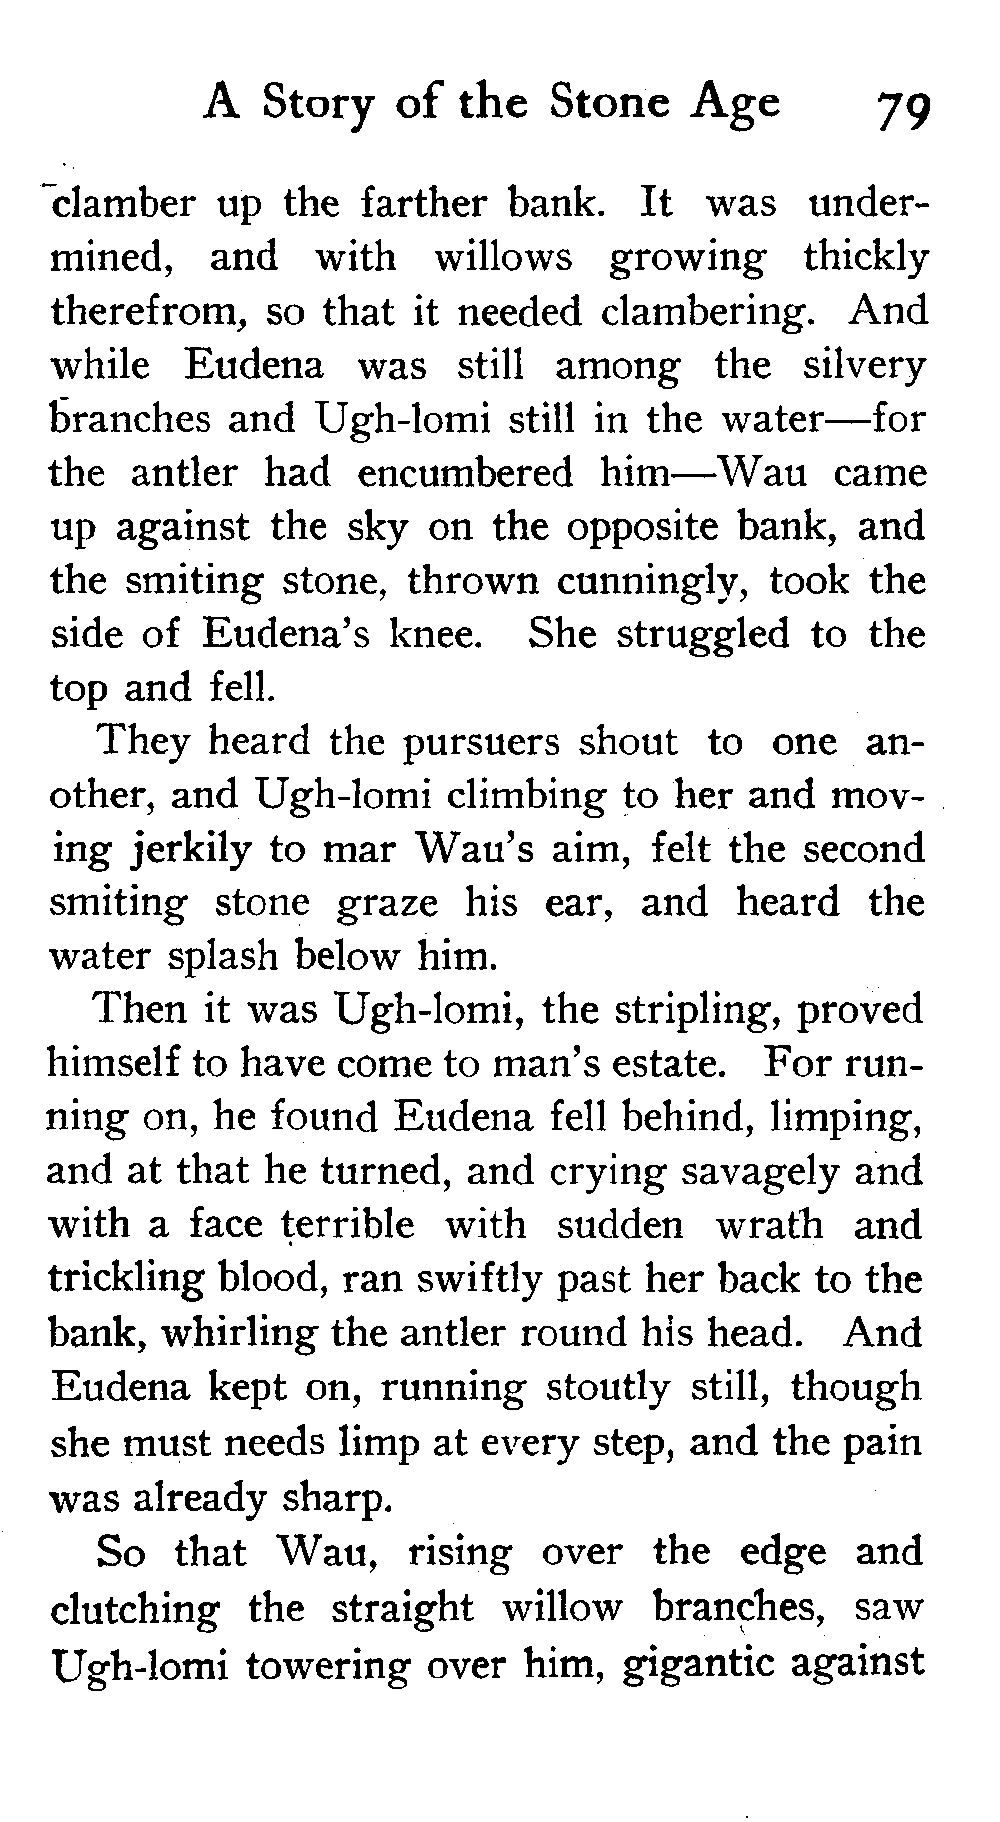 A Story of the Stone Age 79
clamber up the farther bank. It was under-
mined, and with willows growing thickly
therefrom, so that it needed clambering. And
while Eudena was still among the silvery
branches and Ugh-lomi still in the water—for
the antler had encumbered him—Wau came
up against the sky on the opposite bank, and
the smiting stone, thrown cunningly, took the
side of Eudena's knee. She struggled to the
top and fell.
They heard the pursuers shout to one an-
other, and Ugh-lomi climbing to her and mov-
ing jerkily to mar Wau's aim, felt the second
smiting stone graze his ear, and heard the
water splash below him.
Then it was Ugh-lomi, the stripling, proved
himself to have come to man's estate. For run-
ning on, he found Eudena fell behind, limping,
and at that he turned, and crying savagely and
with a face terrible with sudden wrath and
trickling blood, ran swiftly past her back to the
bank, whirling the antler round his head. And
Eudena kept on, running stoutly still, though
she must needs limp at every step, and the pain
was already sharp.
So that Wau, rising over the edge and
clutching the straight willow branches, saw
Ugh-lomi towering over him, gigantic against